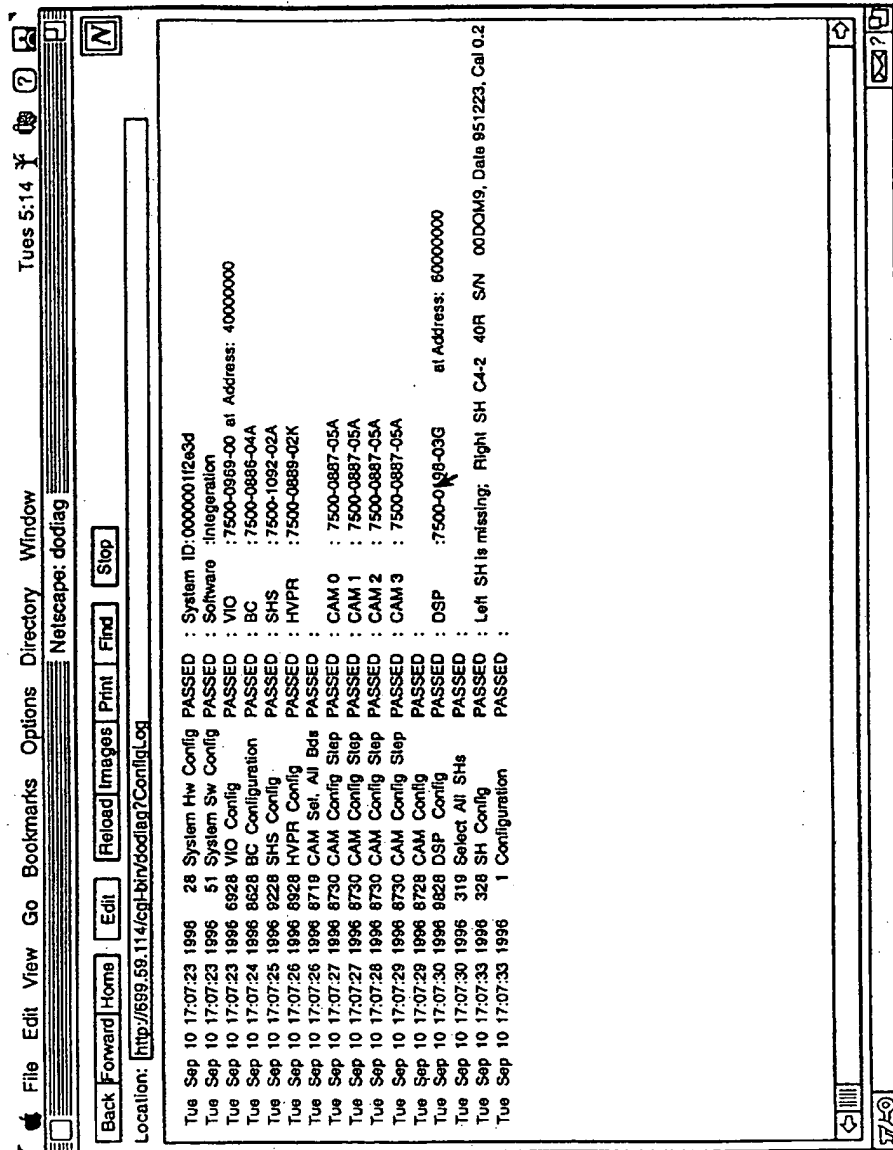 File Edit View Go Bookmarks Options Directory Window Tues 5:14 ?
Netscape: dodiag
Back Forward Home Edit Reload Images Print Find Stop N
Location: http://699.59.114/cgl-bin/dodiag?ConfigLog
Tue Sep 10 17:07:23 1996 28 System Hw Config PASSED : System ID:0000001f2e3d
Tue Sep 10 17:07:23 1996 51 System Sw Config PASSED : Software :Integeration
Tue Sep 10 17:07:23 1996 6928 VIO Config PASSED : VIO : 7500-0969-00 at Address: 40000000
Tue Sep 10 17:07:24 1996 8628 BC Configuration PASSED : BC : 7500-0886-04A
Tue Sep 10 17:07:25 1996 9228 SHS Config PASSED : SHS : 7500-1092-02A
Tue Sep 10 17:07:26 1996 8928 HVPR Config PASSED : HVPR : 7500-0889-02K
Tue Sep 10 17:07:26 1996 8719 CAM Sel. All Bds PASSED :
Tue Sep 10 17:07:27 1996 8730 CAM Config Step PASSED : CAM 0 : 7500-0887-05A
Tue Sep 10 17:07:27 1996 8730 CAM Config Step PASSED : CAM 1 : 7500-0887-05A
Tue Sep 10 17:07:28 1996 8730 CAM Config Step PASSED : CAM 2 : 7500-0887-05A
Tue Sep 10 17:07:29 1996 8730 CAM Config Step PASSED : CAM 3 : 7500-0887-05A
Tue Sep 10 17:07:29 1996 8728 CAM Config PASSED :
Tue Sep 10 17:07:30 1996 9828 DSP Config PASSED : DSP :7500-0198-03G at Address: 60000000
Tue Sep 10 17:07:30 1996 319 Select All SHs PASSED :
Tue Sep 10 17:07:33 1996 328 SH Config PASSED : Left SH is missing; Right SH C4-2 40R S/N 00DOM9, Date 951223, Cal 0.2
Tue Sep 10 17:07:33 1996 1 Configuration PASSED :
?